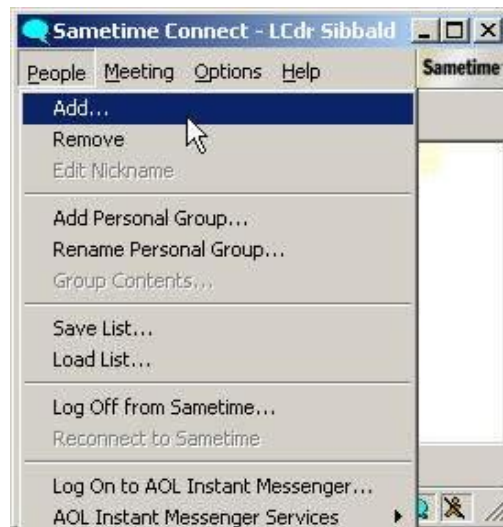 Sametime Connect - LCdr Sibbald
People Meeting Options Help Sametime
Add...
Remove
Edit Nickname
Add Personal Group...
Rename Personal Group...
Group Contents...
Save List...
Load List...
Log Off from Sametime...
Reconnect to Sametime
Log On to AOL Instant Messenger...
AOL Instant Messenger Services